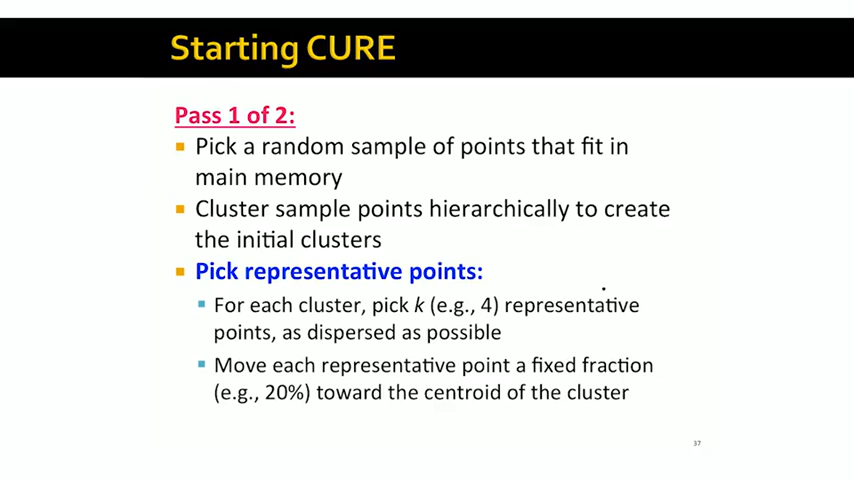 Starting CURE
Pass 1 of 2:
Pick a random sample of points that fit in
main memory
Cluster sample points hierarchically to create
the initial clusters
Pick representative points:
For each cluster, pick k (e.g., 4) representative
points, as dispersed as possible
Move each representative point a fixed fraction
(e.g., 20%) toward the centroid of the cluster
37